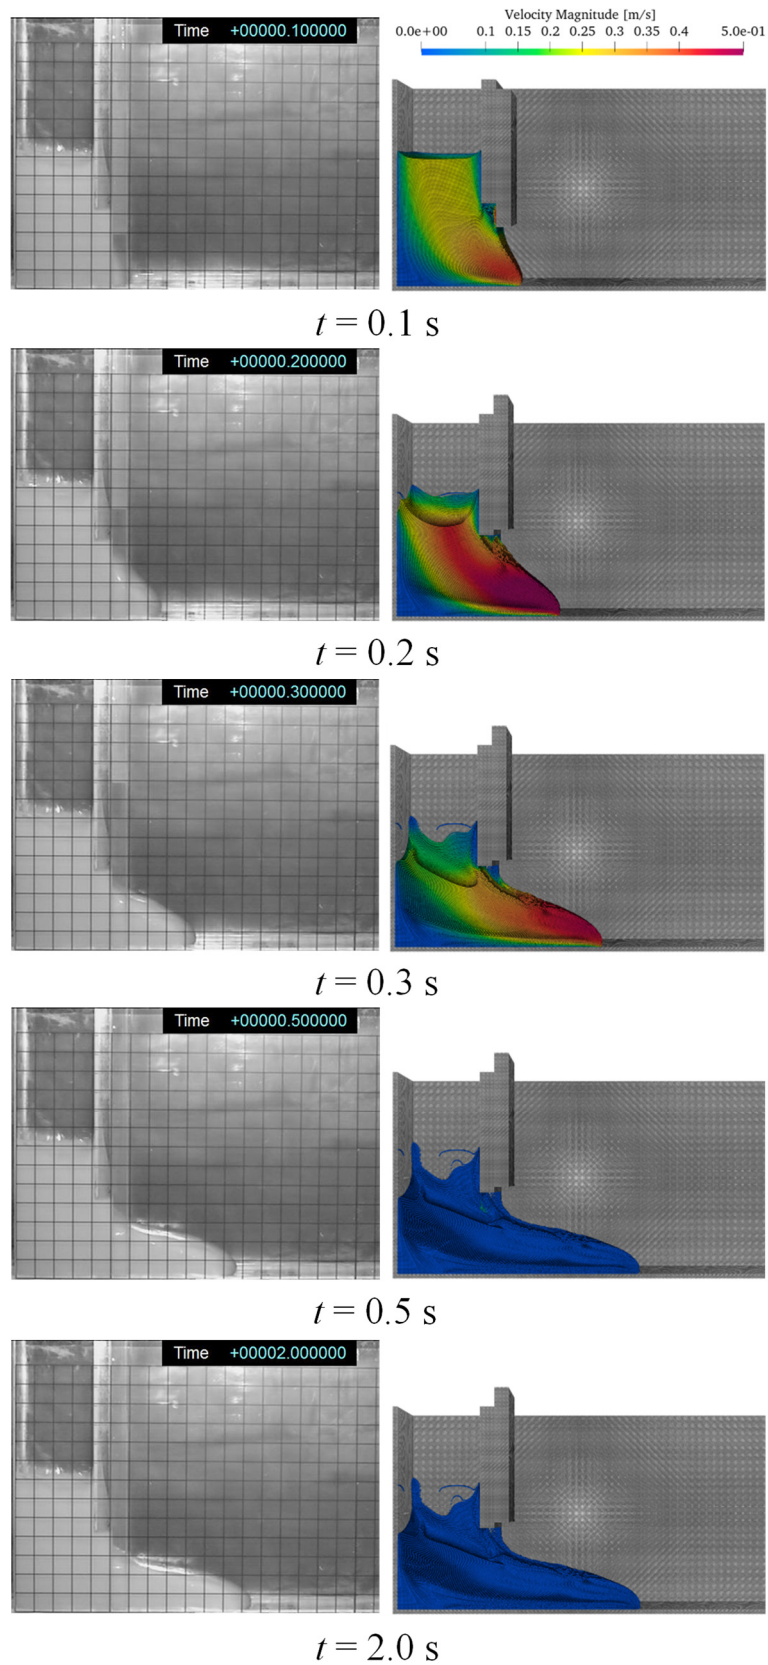 Velocity Magnitude [m/s]
0.0e+00 0.1 0.15 0.2 0.25 0.3 0.35 0.4 5.0e-01
Time +00000.100000
t = 0.1 s
Time +00000.200000
t = 0.2 s
Time +00000.300000
t = 0.3 s
Time +00000.500000
t = 0.5 s
Time +00002.000000
t = 2.0 s